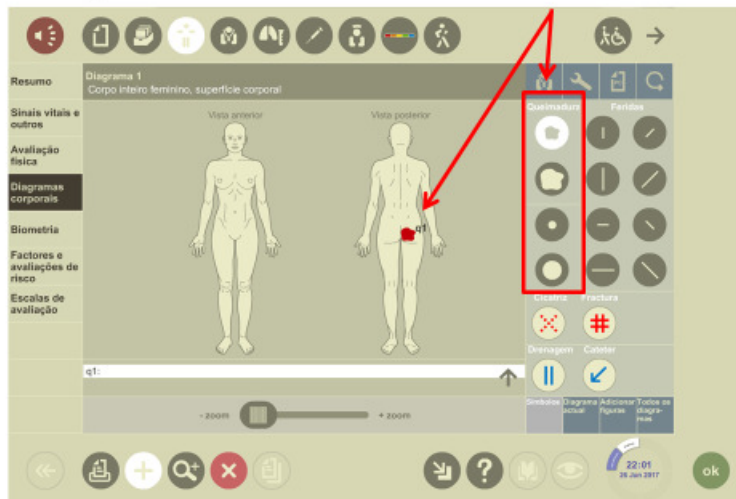 Resumo
Sinais vitais e
outros
Avaliação
física
Diagramas
corporais
Biometria
Factores e
avaliações de
risco
Escalas de
avaliação
Diagrama 1
Corpo inteiro feminino, superfície corporal
Vista anterior
Vista posterior
q1
q1:
- zoom
+ zoom
Queimadura
Feridas
Cicatriz
Fractura
Drenagem
Cateter
Símbolos
Diagrama
actual
Adicionar
figuras
Todos os
diagra-
mas
22:01
26 Jan 2017
ok